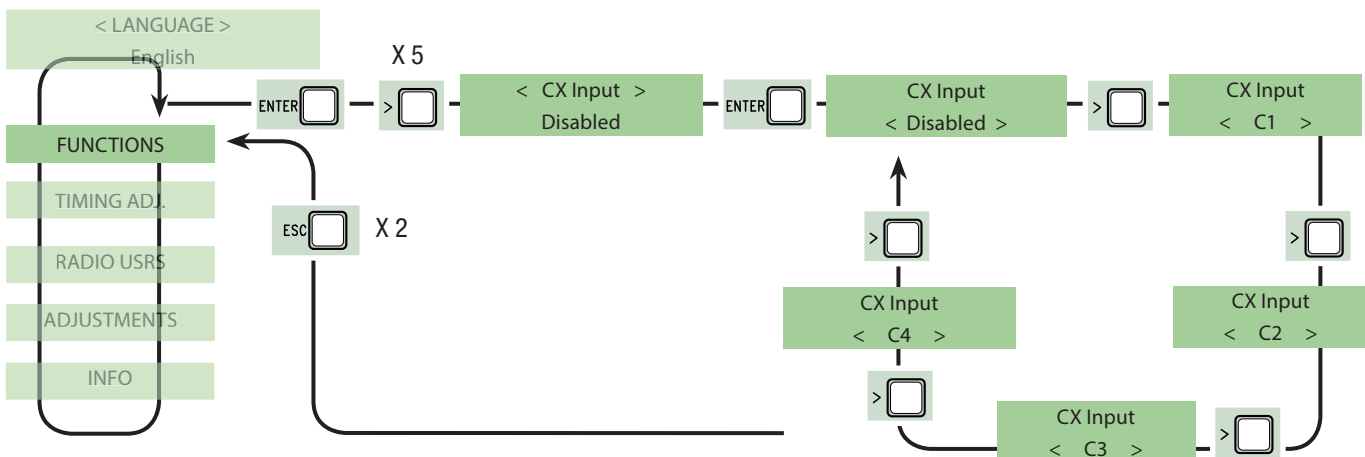 < LANGUAGE >
English
X 5
ENTER
>
< CX Input >
Disabled
ENTER
CX Input
< Disabled >
>
CX Input
< C1 >
FUNCTIONS
TIMING ADJ.
RADIO USRS
ADJUSTMENTS
INFO
ESC
X 2
>
>
CX Input
< C4 >
CX Input
< C2 >
>
CX Input
< C3 >
>